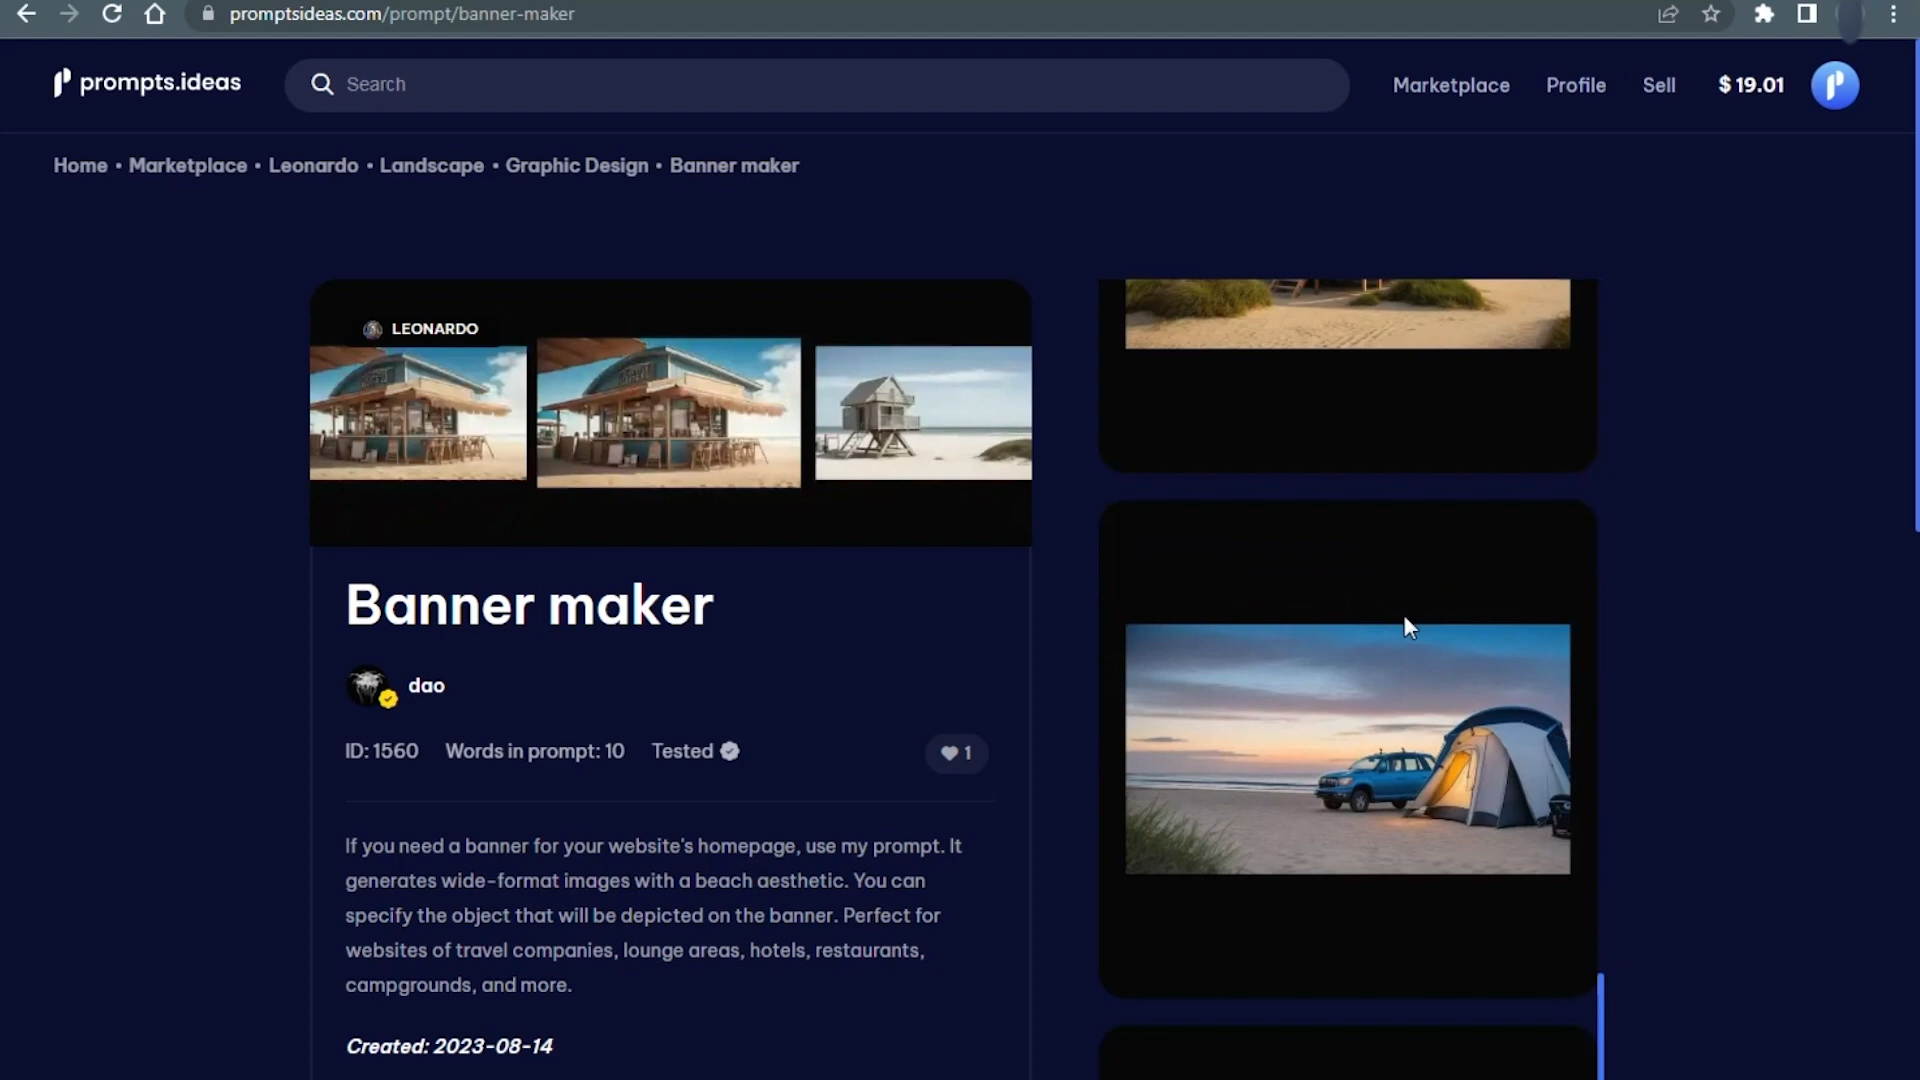 promptsideas.com/prompt/banner-maker
prompts.ideas
Search
Marketplace
Profile
Sell
$ 19.01
Home • Marketplace • Leonardo • Landscape • Graphic Design • Banner maker
LEONARDO
Banner maker
dao
ID: 1560
Words in prompt: 10
Tested
1
If you need a banner for your website's homepage, use my prompt. It
generates wide-format images with a beach aesthetic. You can
specify the object that will be depicted on the banner. Perfect for
websites of travel companies, lounge areas, hotels, restaurants,
campgrounds, and more.
Created: 2023-08-14